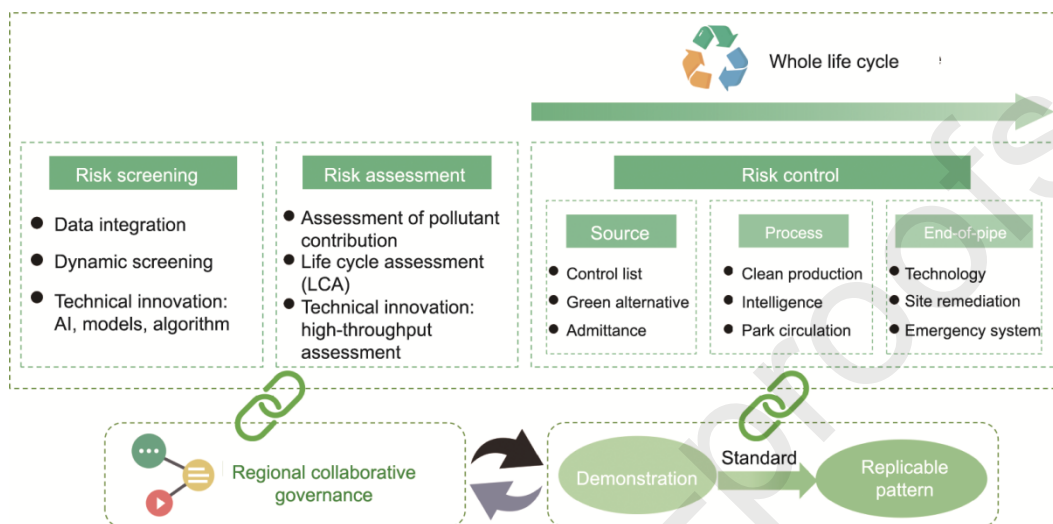 Whole life cycle
Risk screening
Data integration
Dynamic screening
Technical innovation:
AI, models, algorithm
Risk assessment
Assessment of pollutant
contribution
Life cycle assessment
(LCA)
Technical innovation:
high-throughput
assessment
Risk control
Source
Control list
Green alternative
Admittance
Process
Clean production
Intelligence
Park circulation
End-of-pipe
Technology
Site remediation
Emergency system
Regional collaborative
governance
Demonstration
Standard
Replicable
pattern
proofs